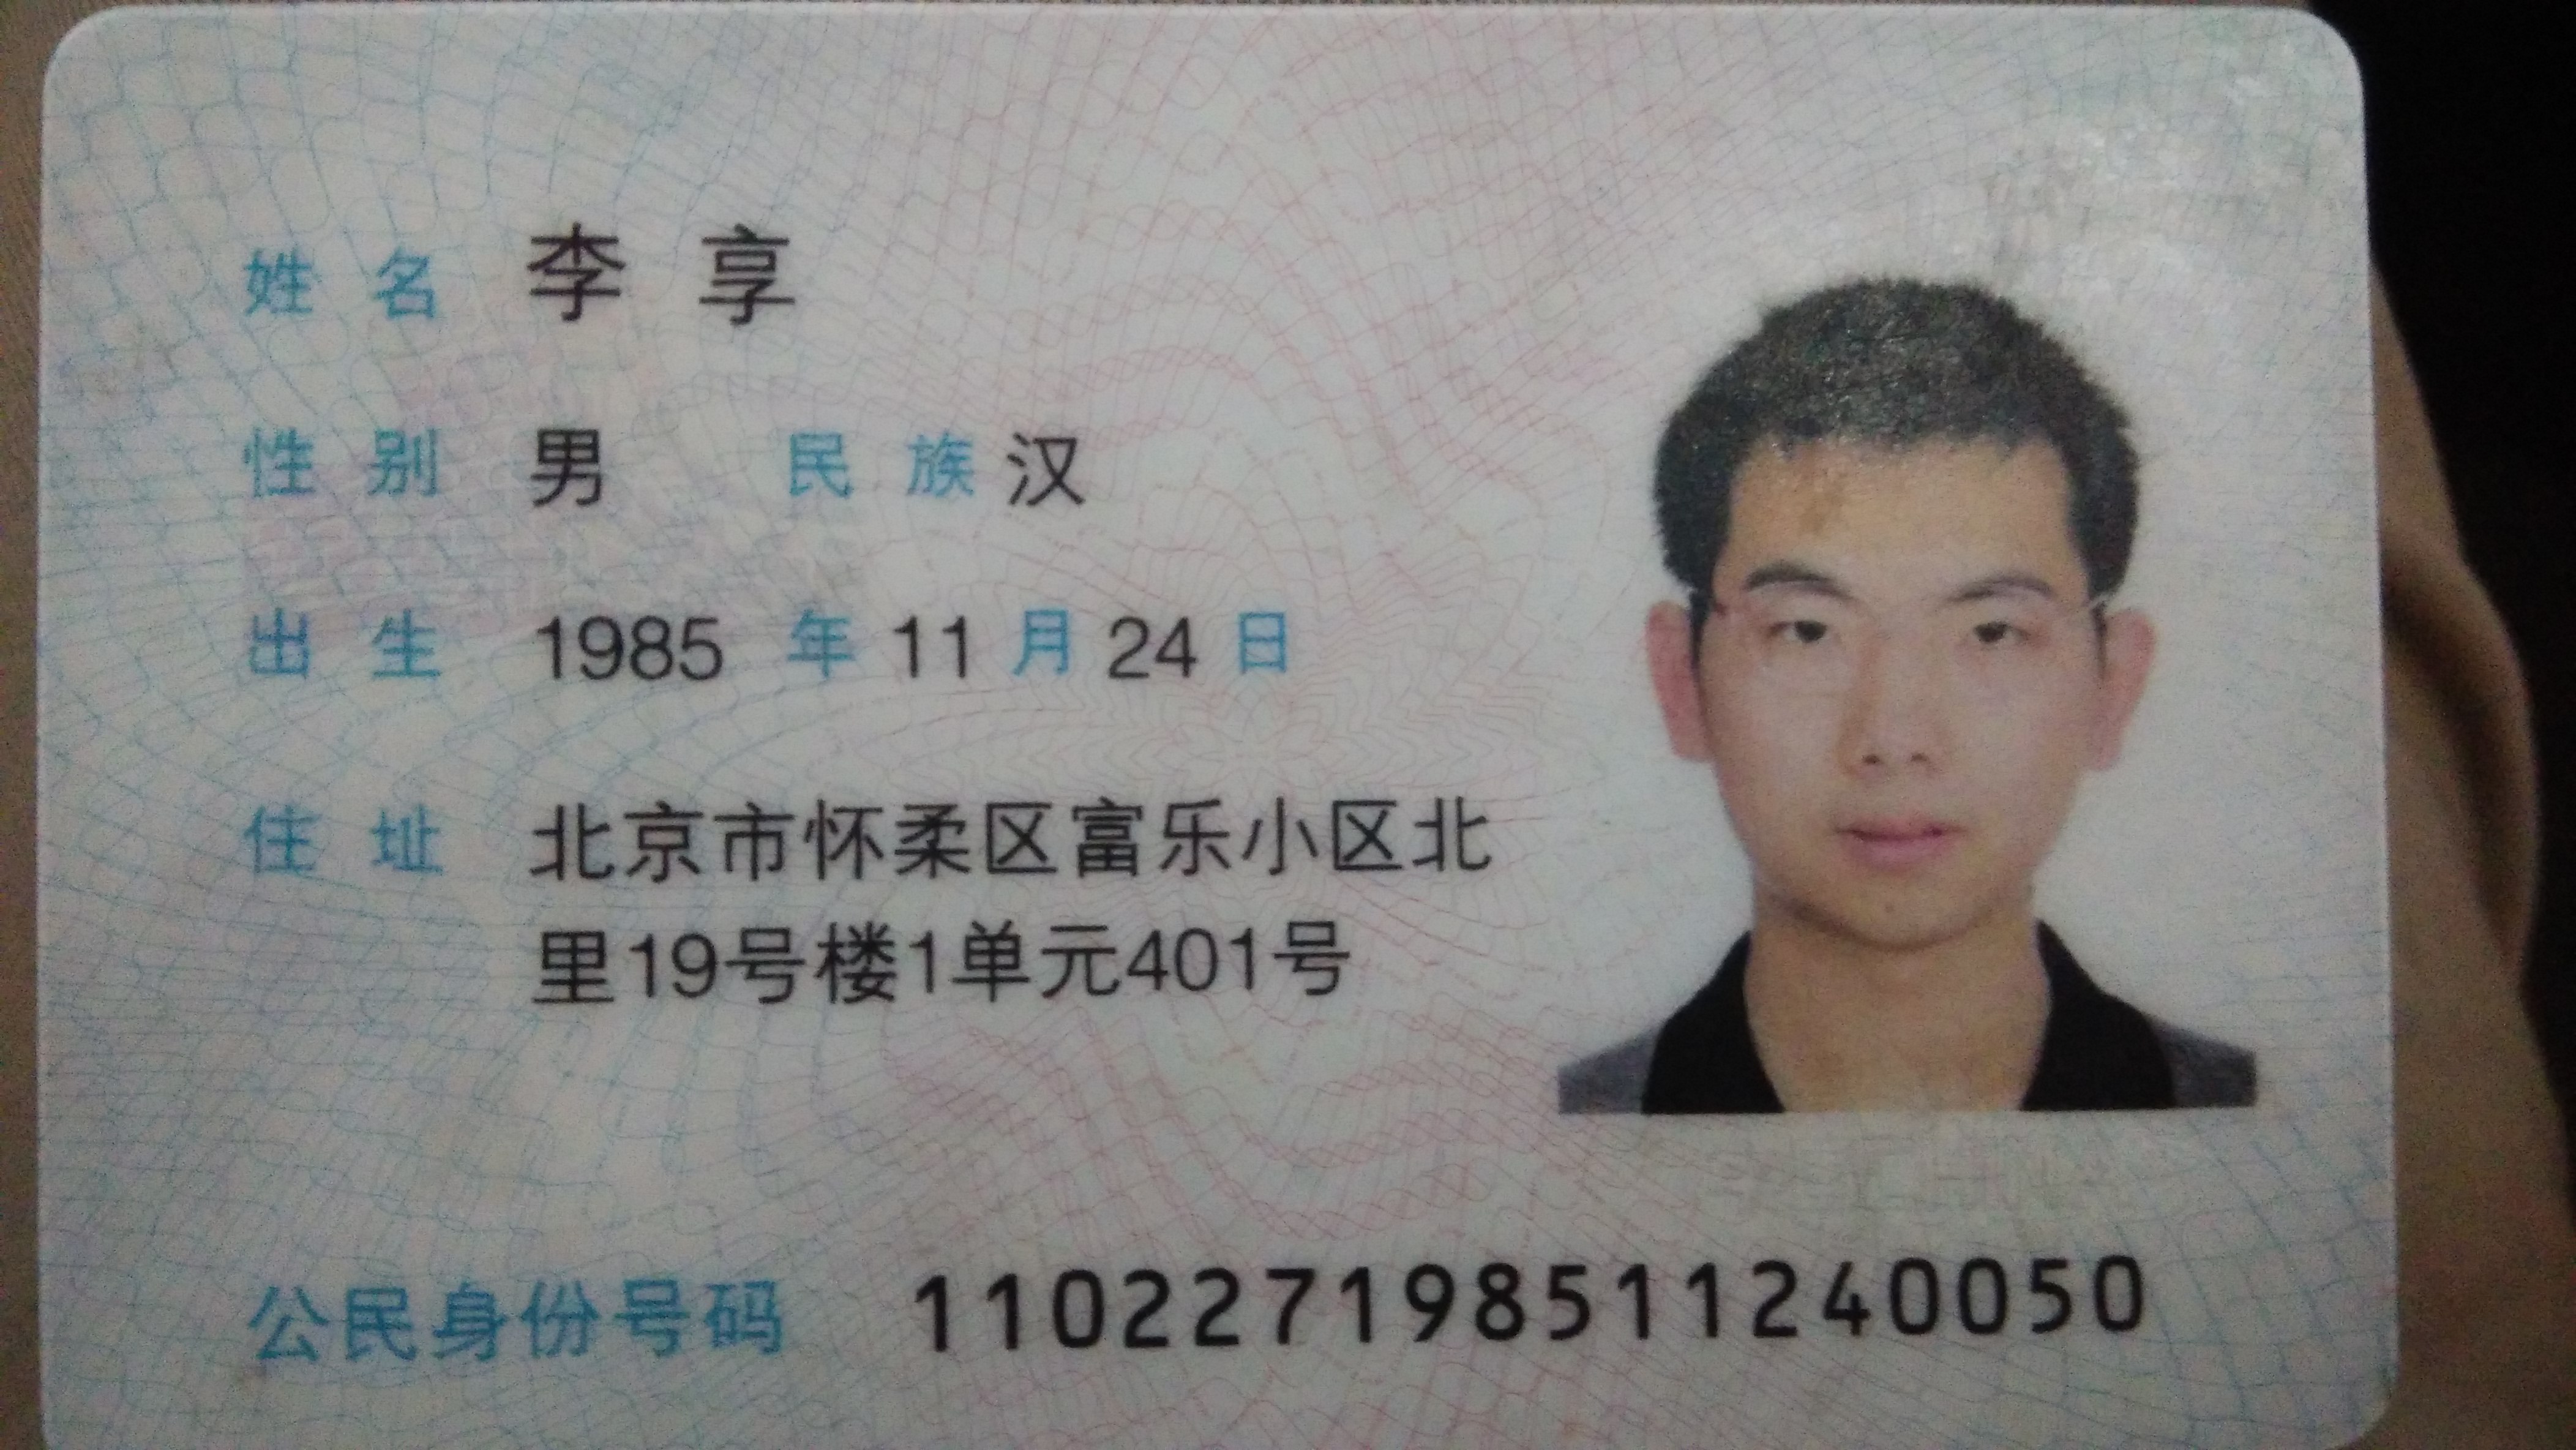 姓名 李享
性别 男 民族 汉
出生 1985 年 11 月 24 日
住址 北京市怀柔区富乐小区北
里19号楼1单元401号
公民身份号码 110227198511240050